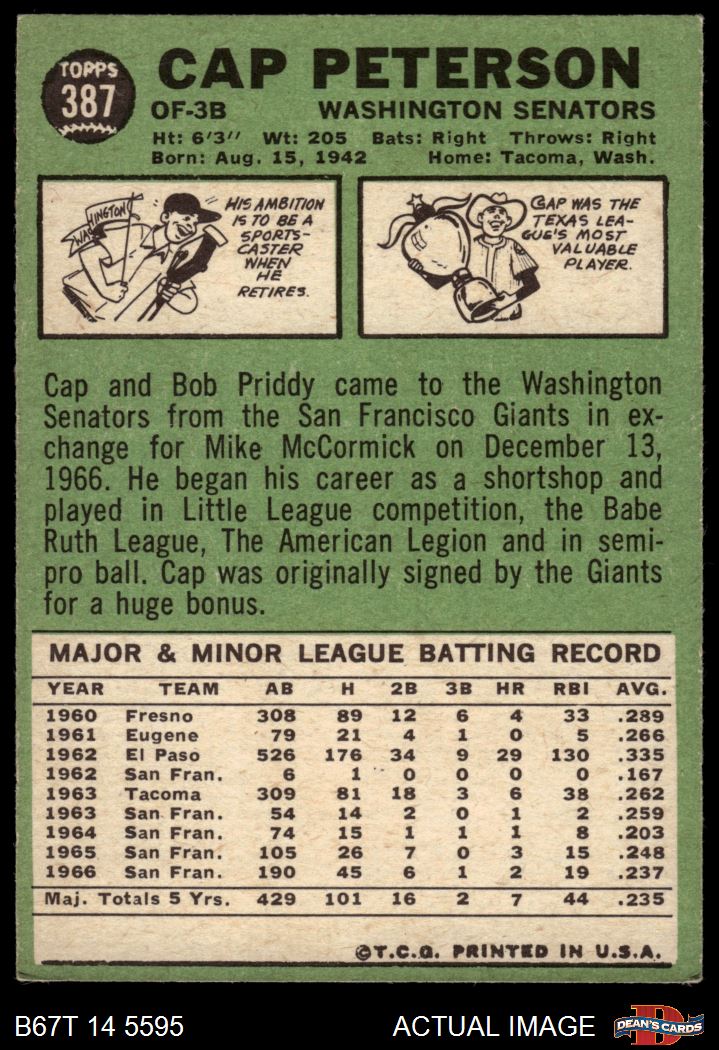 TOPPS
387
CAP PETERSON
OF-3B WASHINGTON SENATORS
Ht: 6'3" Wt: 205 Bats: Right Throws: Right
Born: Aug. 15, 1942 Home: Tacoma, Wash.
WASHINGTON
HIS AMBITION
IS TO BE A
SPORTS-
CASTER
WHEN
HE
RETIRES.
CAP WAS THE
TEXAS LEA-
GUE'S MOST
VALUABLE
PLAYER.
Cap and Bob Priddy came to the Washington
Senators from the San Francisco Giants in ex-
change for Mike McCormick on December 13,
1966. He began his career as a shortshop and
played in Little League competition, the Babe
Ruth League, The American Legion and in semi-
pro ball. Cap was originally signed by the Giants
for a huge bonus.
MAJOR & MINOR LEAGUE BATTING RECORD
YEAR TEAM AB H 2B 3B HR RBI AVG.
1960 Fresno 308 89 12 6 4 33 .289
1961 Eugene 79 21 4 1 0 5 .266
1962 El Paso 526 176 34 9 29 130 .335
1962 San Fran. 6 1 0 0 0 0 .167
1963 Tacoma 309 81 18 3 6 38 .262
1963 San Fran. 54 14 2 0 1 2 .259
1964 San Fran. 74 15 1 1 1 8 .203
1965 San Fran. 105 26 7 0 3 15 .248
1966 San Fran. 190 45 6 1 2 19 .237
Maj. Totals 5 Yrs. 429 101 16 2 7 44 .235
©T.C.G. PRINTED IN U.S.A.
B67T 14 5595 ACTUAL IMAGE
D
DEAN'S CARDS